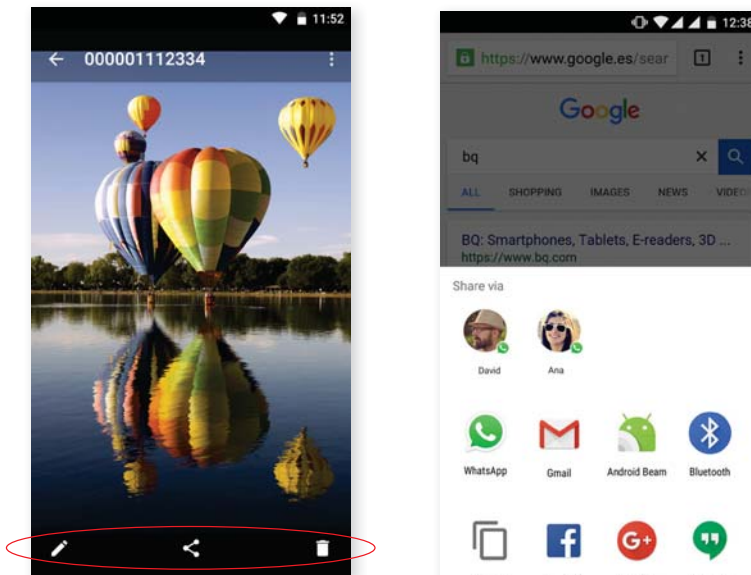 11:52
000001112334
12:38
https://www.google.es/sear
1
Google
bq
ALL SHOPPING IMAGES NEWS
BQ: Smartphones, Tablets, E-readers, 3D ...
https://www.bq.com
Share via
David Ana
WhatsApp Gmail Android Beam Bluetooth